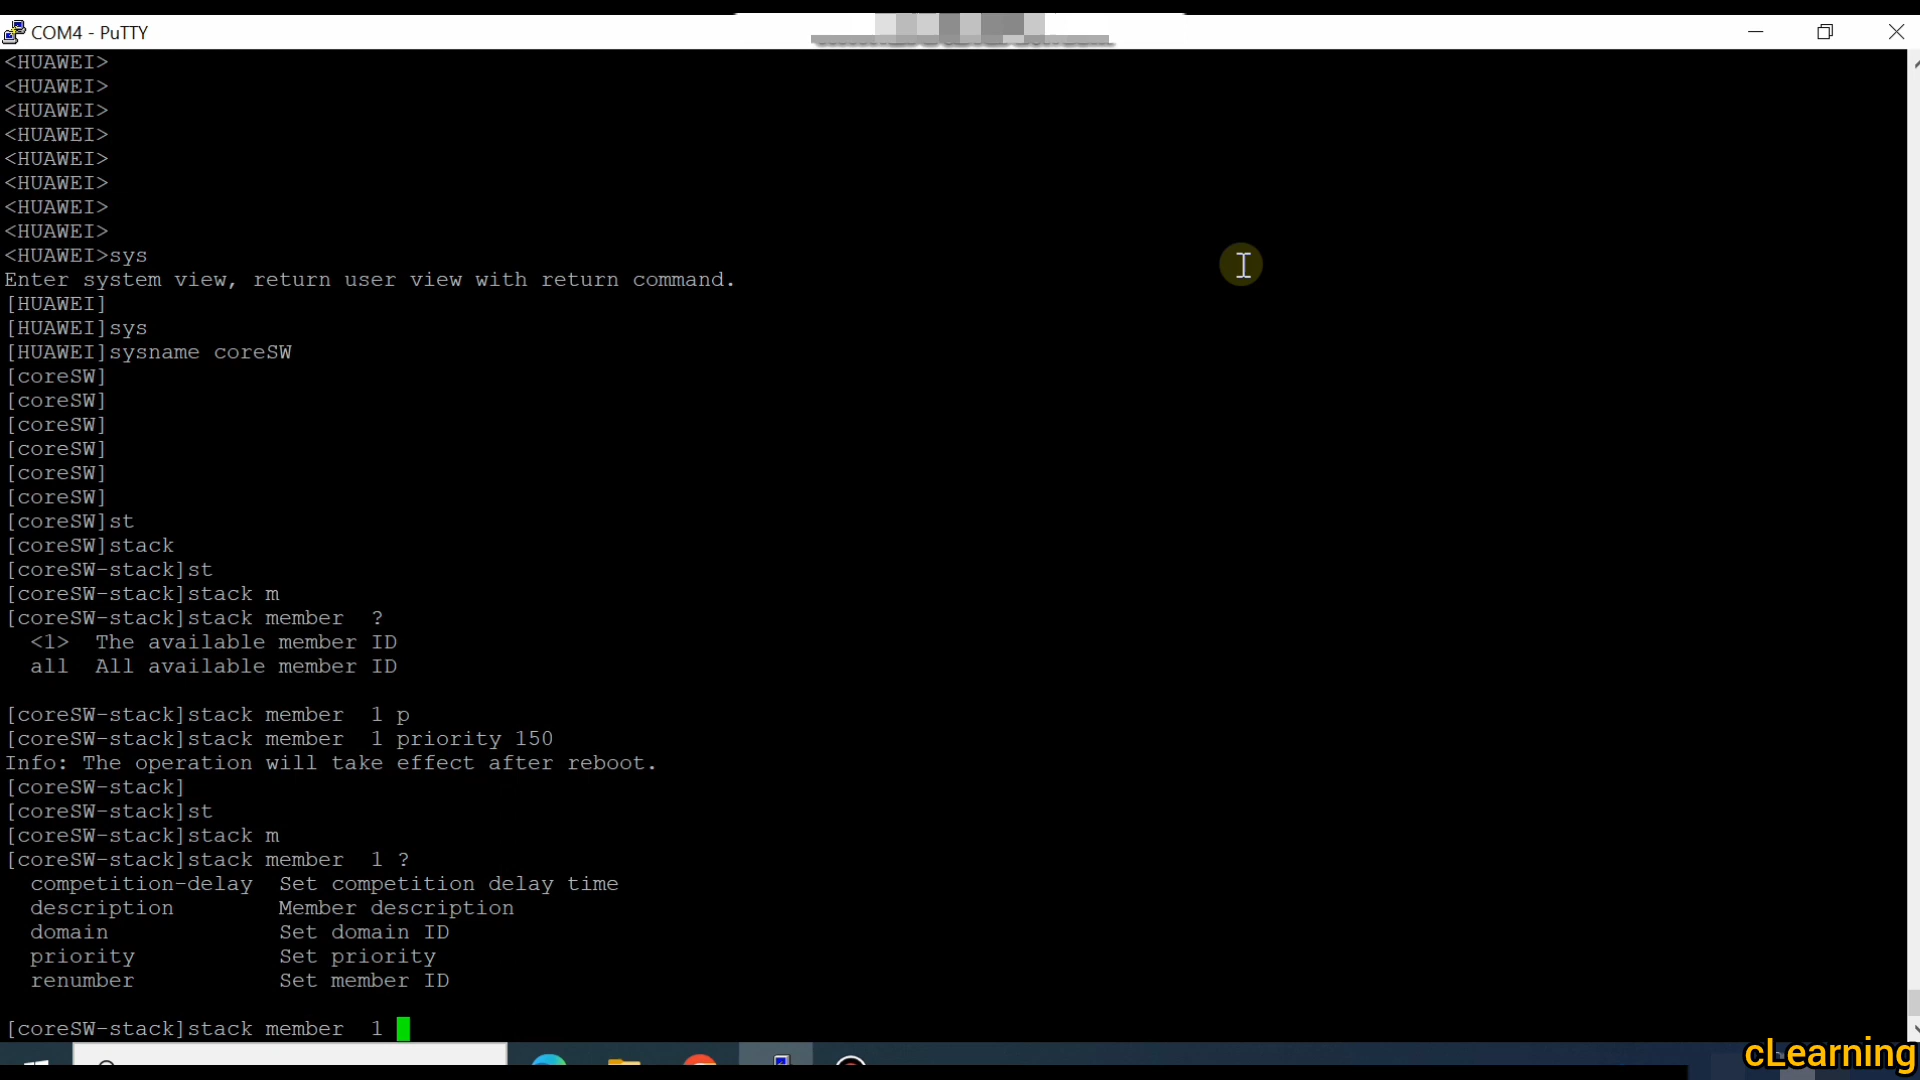 COM4 - PuTTY
<HUAWEI>
<HUAWEI>
<HUAWEI>
<HUAWEI>
<HUAWEI>
<HUAWEI>
<HUAWEI>
<HUAWEI>
<HUAWEI>sys
Enter system view, return user view with return command.
[HUAWEI]
[HUAWEI]sys
[HUAWEI]sysname coreSW
[coreSW]
[coreSW]
[coreSW]
[coreSW]
[coreSW]
[coreSW]
[coreSW]st
[coreSW]stack
[coreSW-stack]st
[coreSW-stack]stack m
[coreSW-stack]stack member  ?
  <1>  The available member ID
  all  All available member ID
[coreSW-stack]stack member  1 p
[coreSW-stack]stack member  1 priority 150
Info: The operation will take effect after reboot.
[coreSW-stack]
[coreSW-stack]st
[coreSW-stack]stack m
[coreSW-stack]stack member  1 ?
  competition-delay  Set competition delay time
  description        Member description
  domain             Set domain ID
  priority           Set priority
  renumber           Set member ID
[coreSW-stack]stack member  1
cLearning